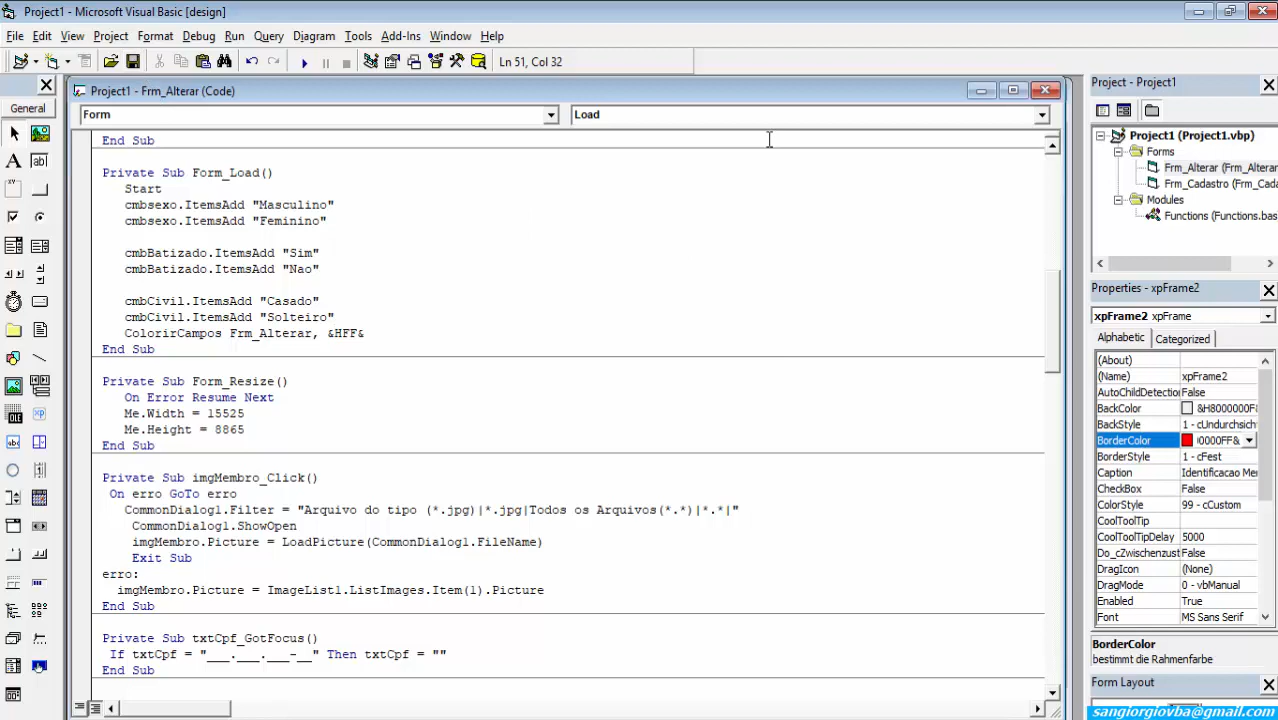 Project1 - Microsoft Visual Basic [design]
File Edit View Project Format Debug Run Query Diagram Tools Add-Ins Window Help
Ln 51, Col 32
Project1 - Frm_Alterar (Code)
Form
Load
End Sub
Private Sub Form_Load()
Start
cmbsexo.ItemsAdd "Masculino"
cmbsexo.ItemsAdd "Feminino"
cmbBatizado.ItemsAdd "Sim"
cmbBatizado.ItemsAdd "Nao"
cmbCivil.ItemsAdd "Casado"
cmbCivil.ItemsAdd "Solteiro"
ColorirCampos Frm_Alterar, &HFF&
End Sub
Private Sub Form_Resize()
On Error Resume Next
Me.Width = 15525
Me.Height = 8865
End Sub
Private Sub imgMembro_Click()
On erro GoTo erro
CommonDialog1.Filter = "Arquivo do tipo (*.jpg)|*.jpg|Todos os Arquivos(*.*)|*.*|"
CommonDialog1.ShowOpen
imgMembro.Picture = LoadPicture(CommonDialog1.FileName)
Exit Sub
erro:
imgMembro.Picture = ImageList1.ListImages.Item(1).Picture
End Sub
Private Sub txtCpf_GotFocus()
If txtCpf = "___.___.___-__" Then txtCpf = ""
End Sub
General
Project - Project1
Project1 (Project1.vbp)
Forms
Frm_Alterar (Frm_Alterar
Frm_Cadastro (Frm_Cada
Modules
Functions (Functions.bas
Properties - xpFrame2
xpFrame2 xpFrame
Alphabetic Categorized
(About)
(Name) xpFrame2
AutoChildDetection False
BackColor &H8000000F&
BackStyle 1 - cUndurchsich
BorderColor 0000FF&
BorderStyle 1 - cFest
Caption Identificacao Me
CheckBox False
ColorStyle 99 - cCustom
CoolToolTip
CoolToolTipDelay 5000
Do_cZwischenzust False
DragIcon (None)
DragMode 0 - vbManual
Enabled True
Font MS Sans Serif
BorderColor
bestimmt die Rahmenfarbe
Form Layout
sangiorgiovba@gmail.com